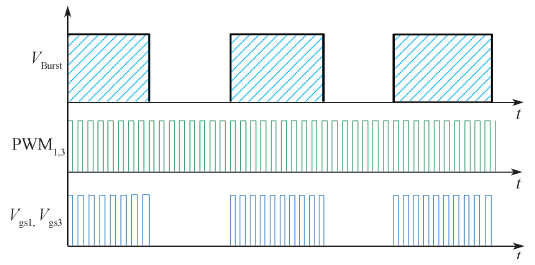 V_Burst
t
PWM_1,3
t
V_gs1, V_gs3
t